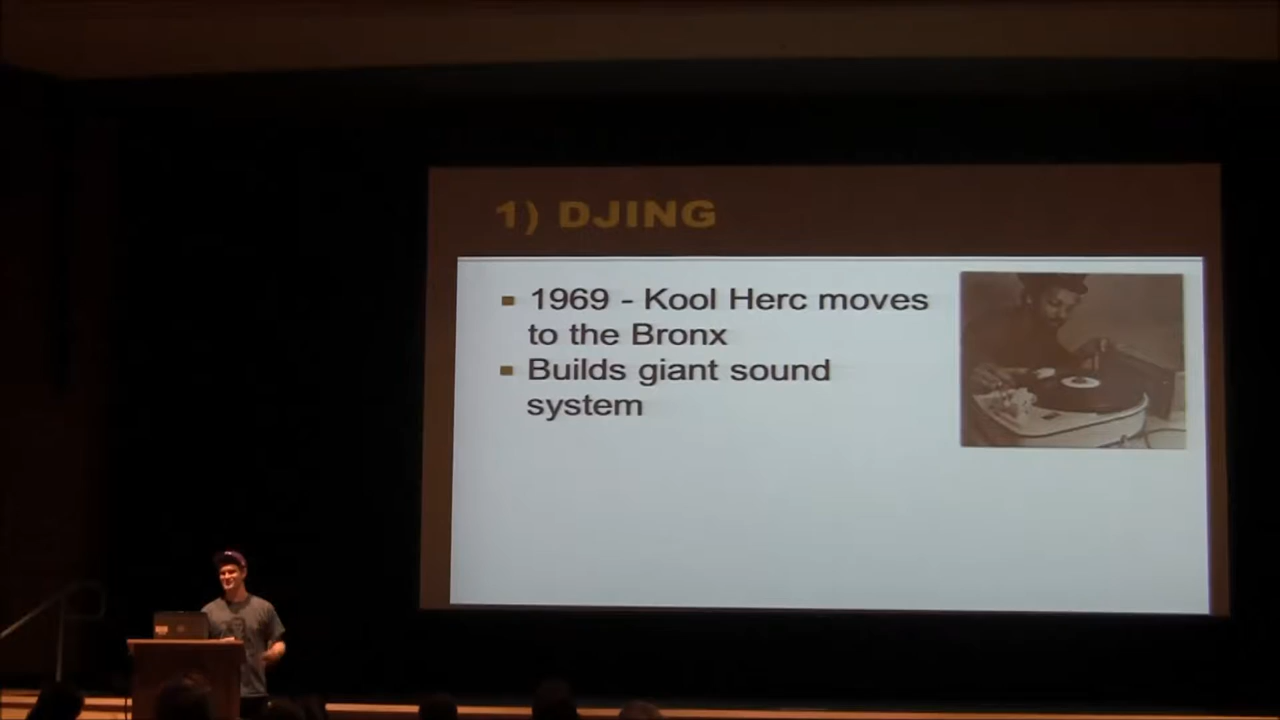 1) DJING
1969 - Kool Herc moves
to the Bronx
Builds giant sound
system